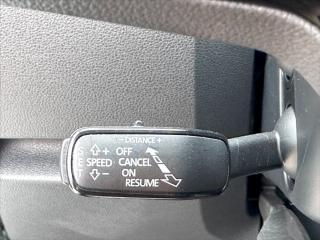 - DISTANCE +
S + OFF
E SPEED CANCEL
T - ON
RESUME